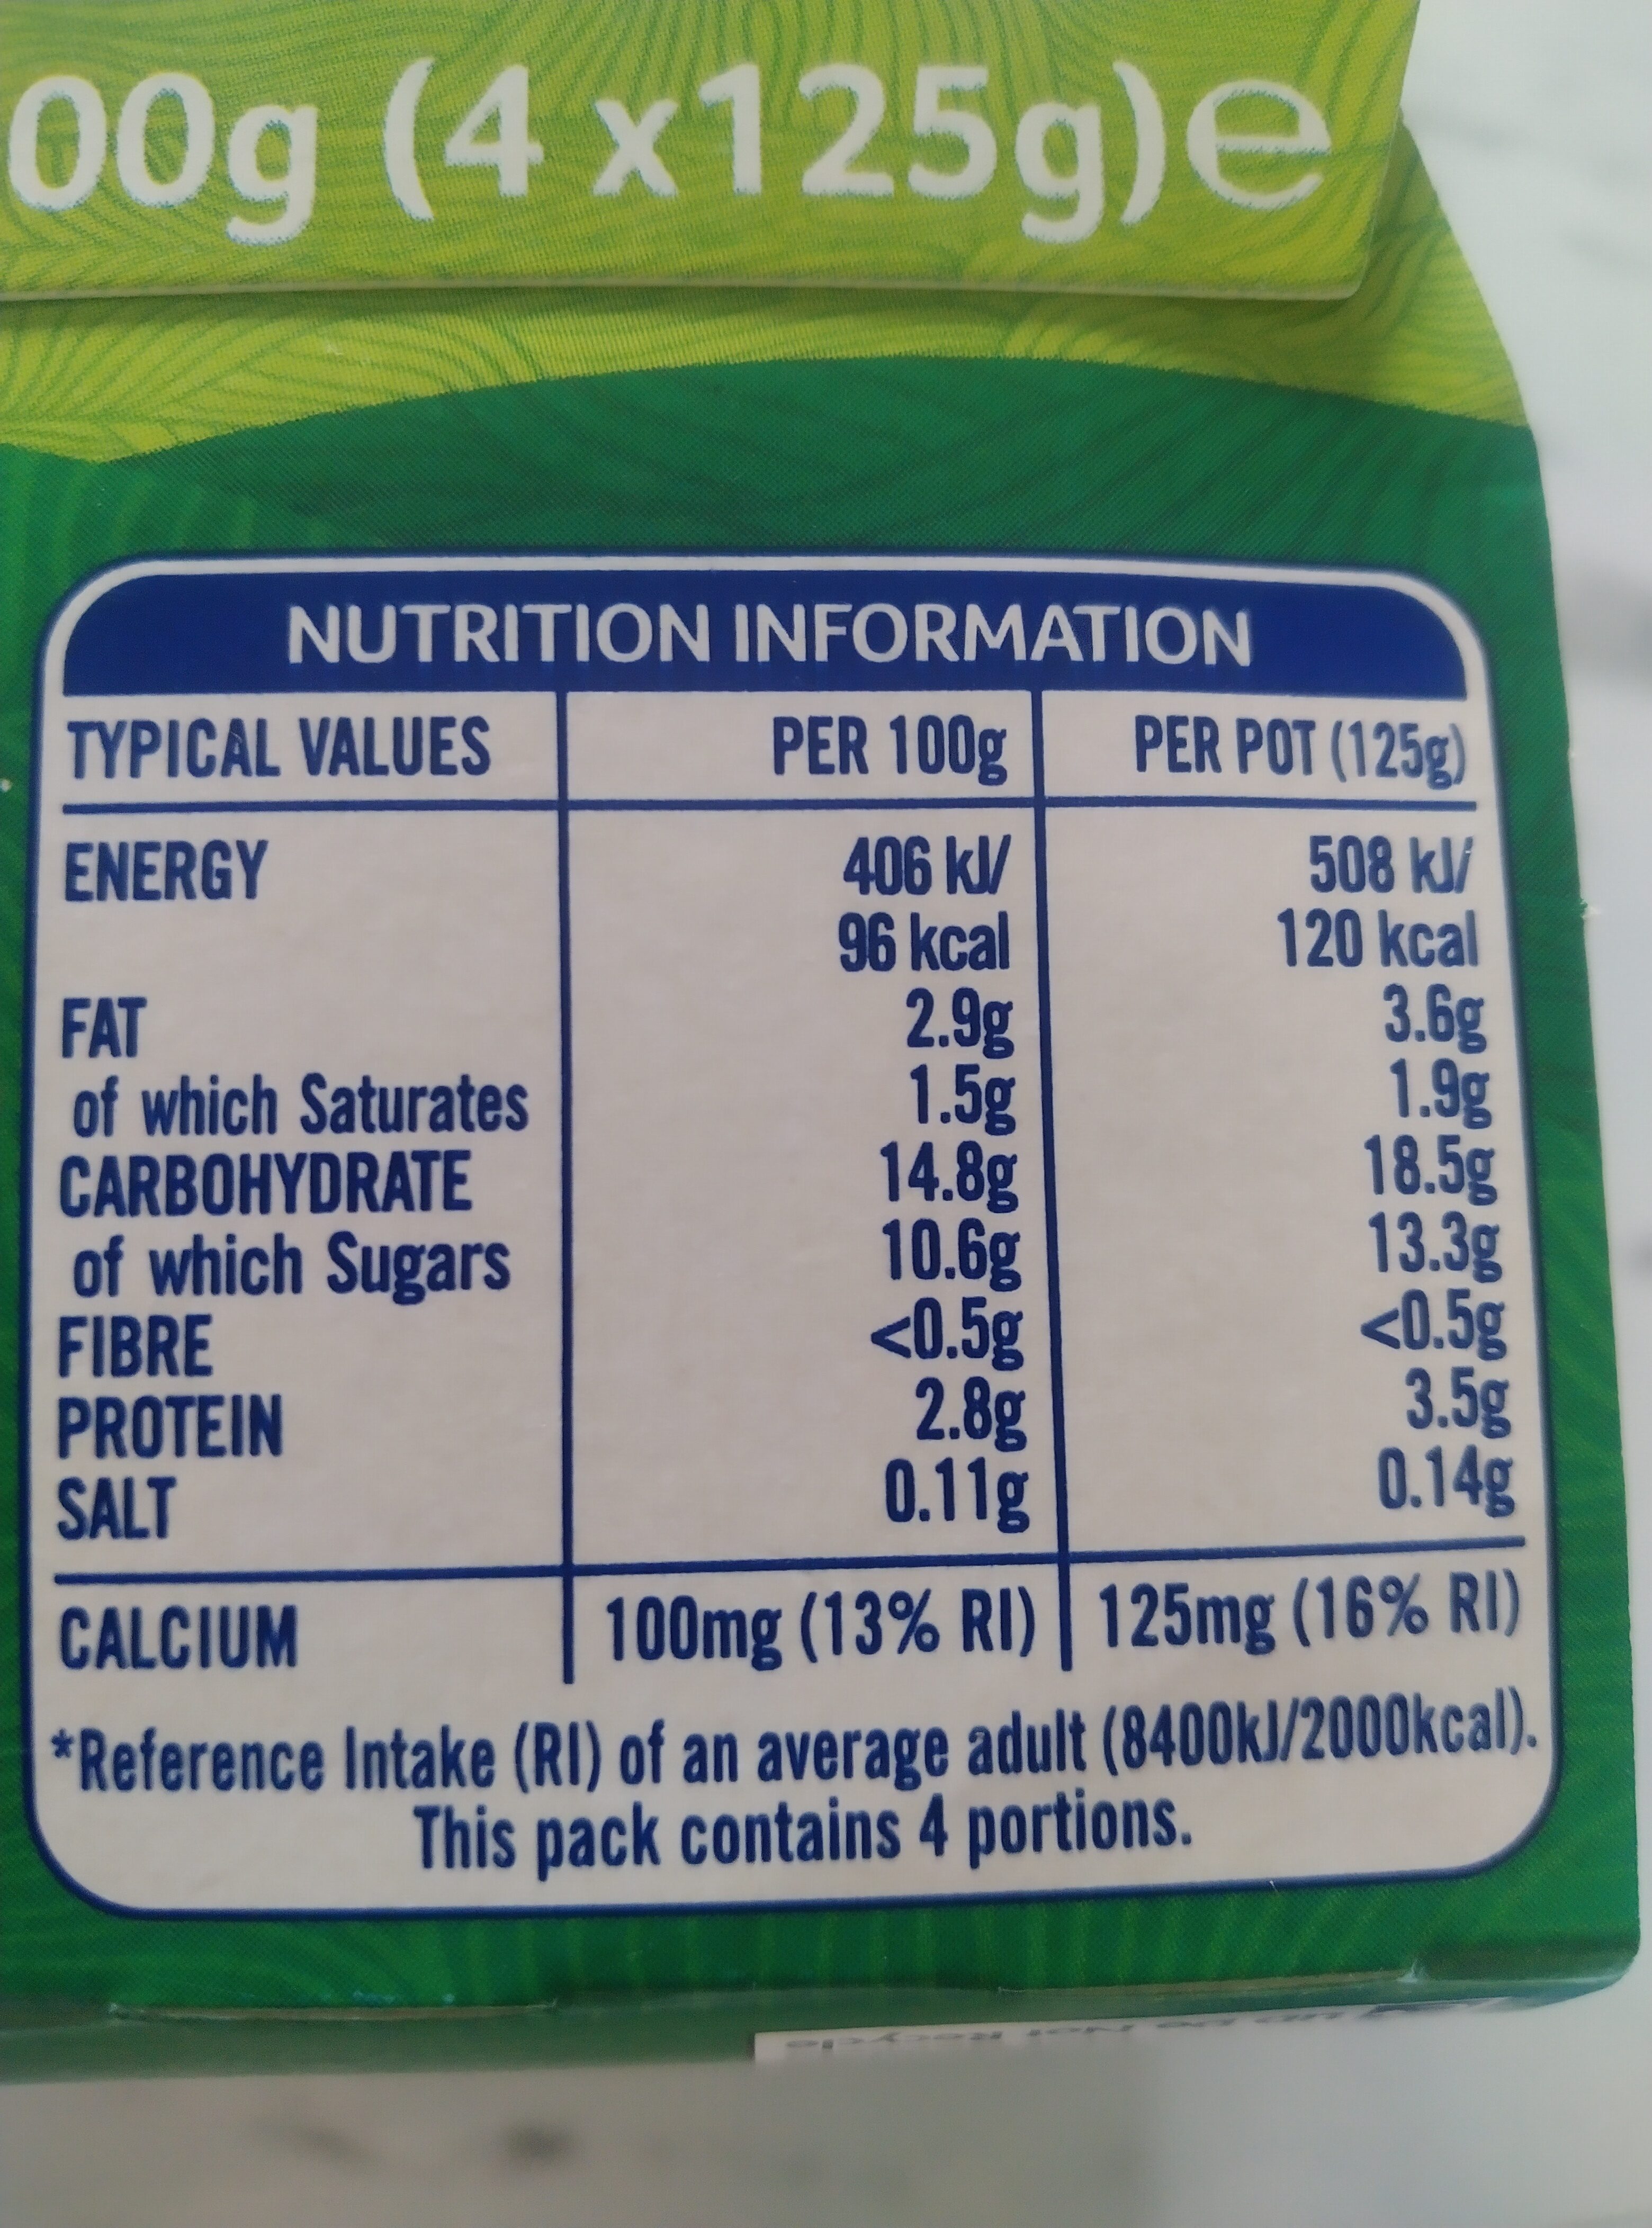 00g (4 x125g)e
NUTRITION INFORMATION
TYPICAL VALUES PER 100g PER POT (125g)
ENERGY 406 kJ/ 508 kJ/
96 kcal 120 kcal
FAT 2.9g 3.6g
of which Saturates 1.5g 1.9g
CARBOHYDRATE 14.8g 18.5g
of which Sugars 10.6g 13.3g
FIBRE <0.5g <0.5g
PROTEIN 2.8g 3.5g
SALT 0.11g 0.14g
CALCIUM 100mg (13% RI) 125mg (16% RI)
*Reference Intake (RI) of an average adult (8400kJ/2000kcal).
This pack contains 4 portions.